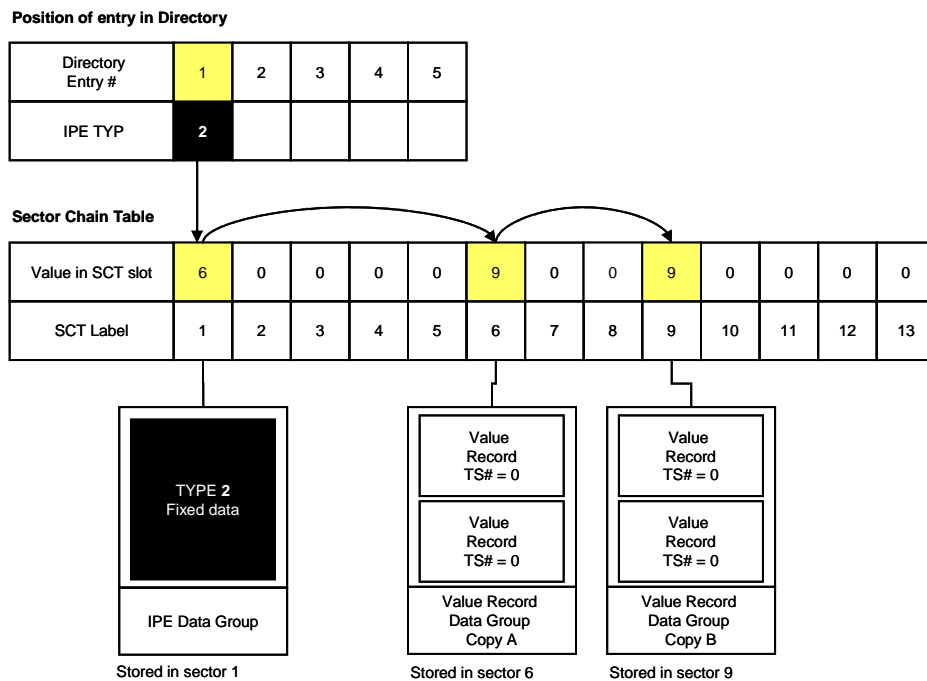 Position of entry in Directory
Directory
Entry #
1 2 3 4 5
IPE TYP 2
Sector Chain Table
Value in SCT slot 6 0 0 0 0 9 0 0 9 0 0 0 0
SCT Label 1 2 3 4 5 6 7 8 9 10 11 12 13
TYPE 2
Fixed data
IPE Data Group
Stored in sector 1
Value
Record
TS# = 0
Value
Record
TS# = 0
Value Record
Data Group
Copy A
Stored in sector 6
Value
Record
TS# = 0
Value
Record
TS# = 0
Value Record
Data Group
Copy B
Stored in sector 9